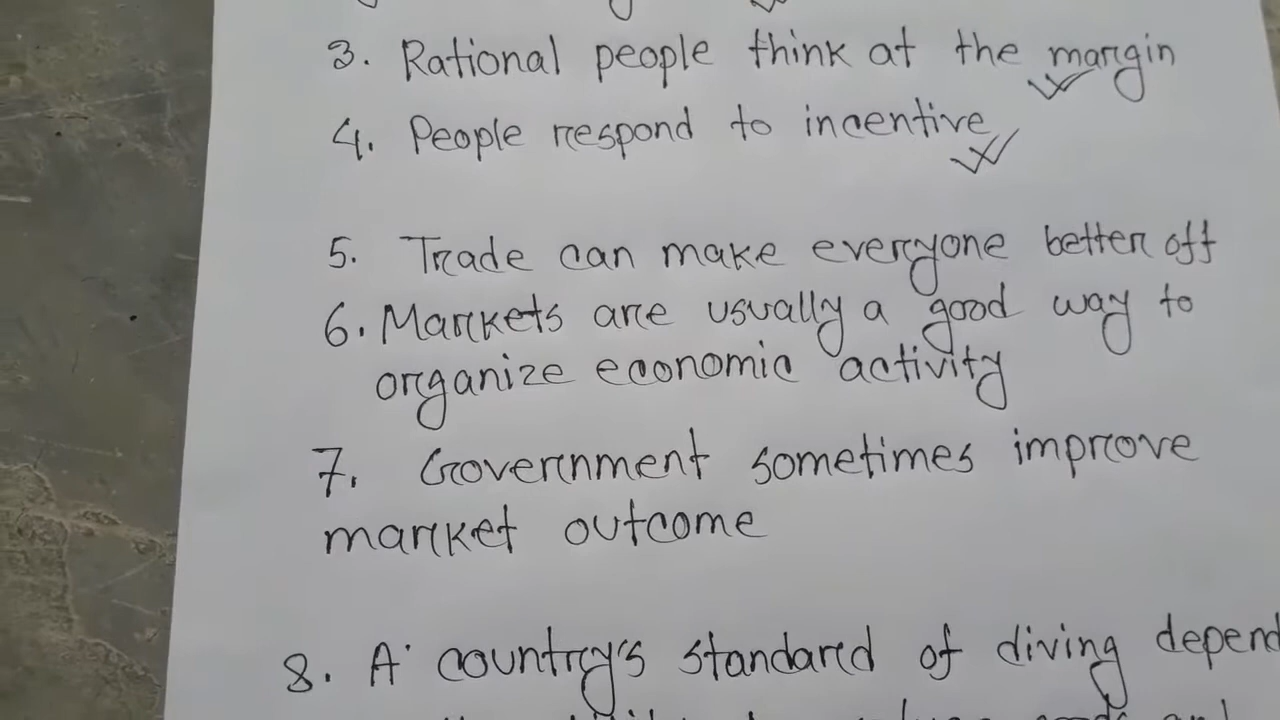 3. Rational people think at the margin
4. People respond to incentive
5. Trade can make everyone better off
6. Markets are usually a good way to
organize economic activity
7. Government sometimes improve
market outcome
8. A country's standard of diving depend
goods and